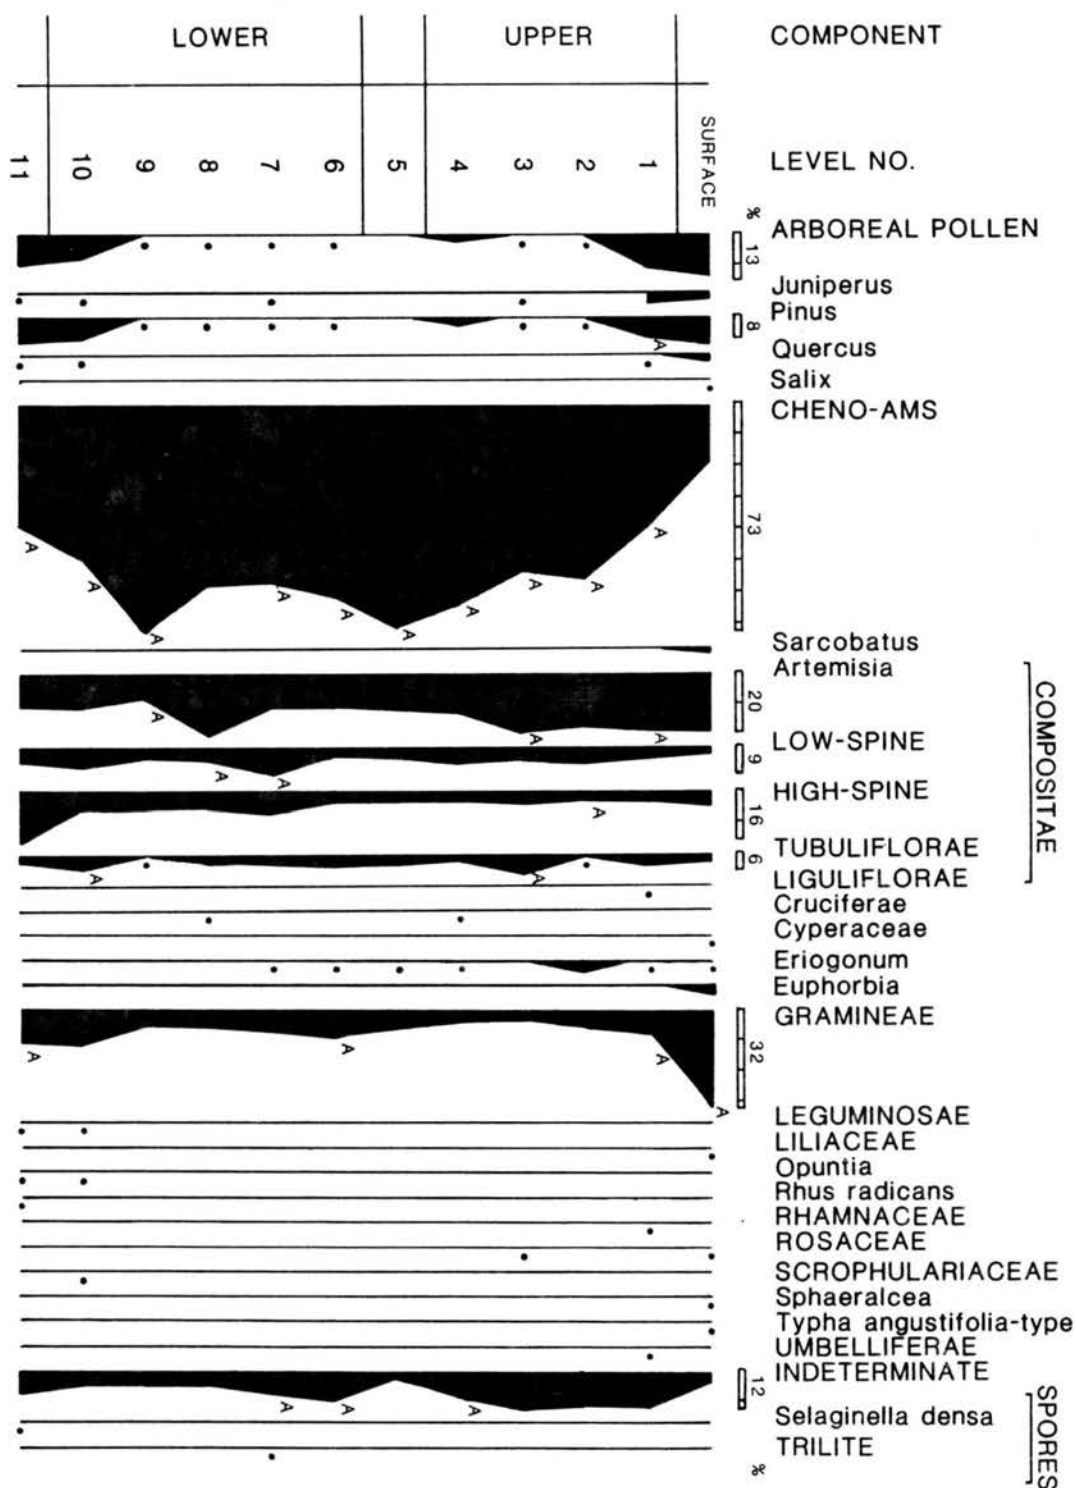 LOWER UPPER COMPONENT
11 10 9 8 7 6 5 4 3 2 1 SURFACE LEVEL NO.
%
ARBOREAL POLLEN
13
Juniperus
Pinus
8
A
Quercus
Salix
CHENO-AMS
73
A A A A A A A A A A
Sarcobatus
Artemisia
20
A A A
COMPOSITAE
LOW-SPINE
9
A A
HIGH-SPINE
16
A
TUBULIFLORAE
6
A A
LIGULIFLORAE
Cruciferae
Cyperaceae
Eriogonum
Euphorbia
GRAMINEAE
32
A A A A
LEGUMINOSAE
LILIACEAE
Opuntia
Rhus radicans
RHAMNACEAE
ROSACEAE
SCROPHULARIACEAE
Sphaeralcea
Typha angustifolia-type
UMBELLIFERAE
INDETERMINATE
12
A A A
SPORES
Selaginella densa
TRILITE
%